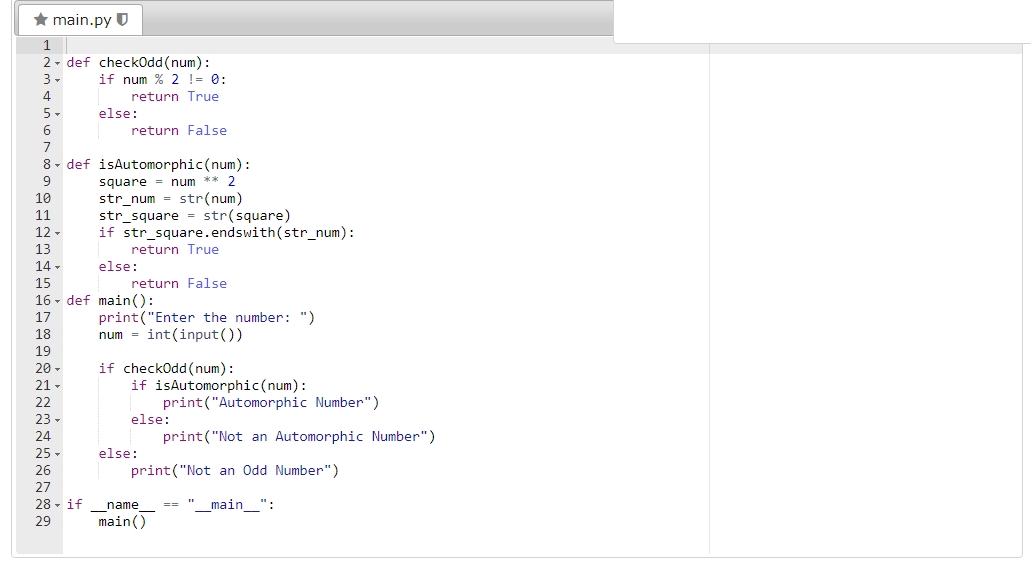 main.py
1
2 def checkOdd(num):
3     if num % 2 != 0:
4         return True
5     else:
6         return False
7
8 def isAutomorphic(num):
9     square = num ** 2
10     str_num = str(num)
11     str_square = str(square)
12     if str_square.endswith(str_num):
13         return True
14     else:
15         return False
16 def main():
17     print("Enter the number: ")
18     num = int(input())
19
20     if checkOdd(num):
21         if isAutomorphic(num):
22             print("Automorphic Number")
23         else:
24             print("Not an Automorphic Number")
25     else:
26         print("Not an Odd Number")
27
28 if __name__ == "__main__":
29     main()